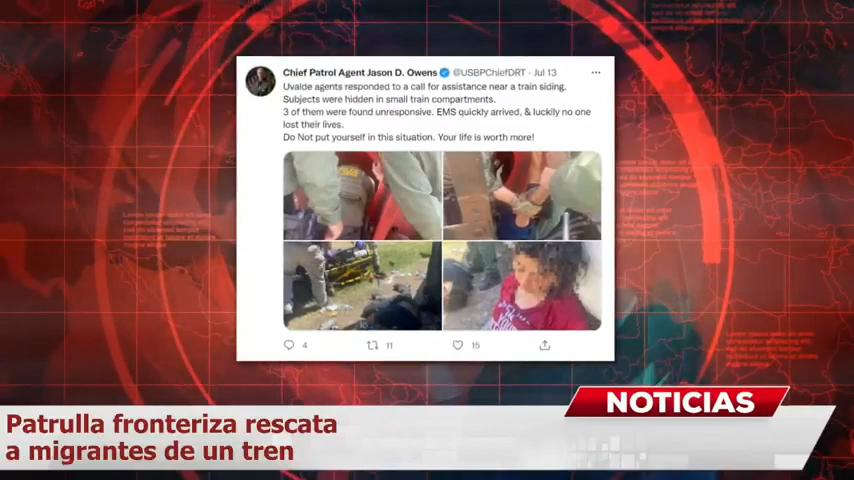 Chief Patrol Agent Jason D. Owens @USBPChiefDRT · Jul 13
Uvalde agents responded to a call for assistance near a train siding.
Subjects were hidden in small train compartments.
3 of them were found unresponsive. EMS quickly arrived, & luckily no one
lost their lives.
Do Not put yourself in this situation. Your life is worth more!
4
11
15
NOTICIAS
Patrulla fronteriza rescata
a migrantes de un tren